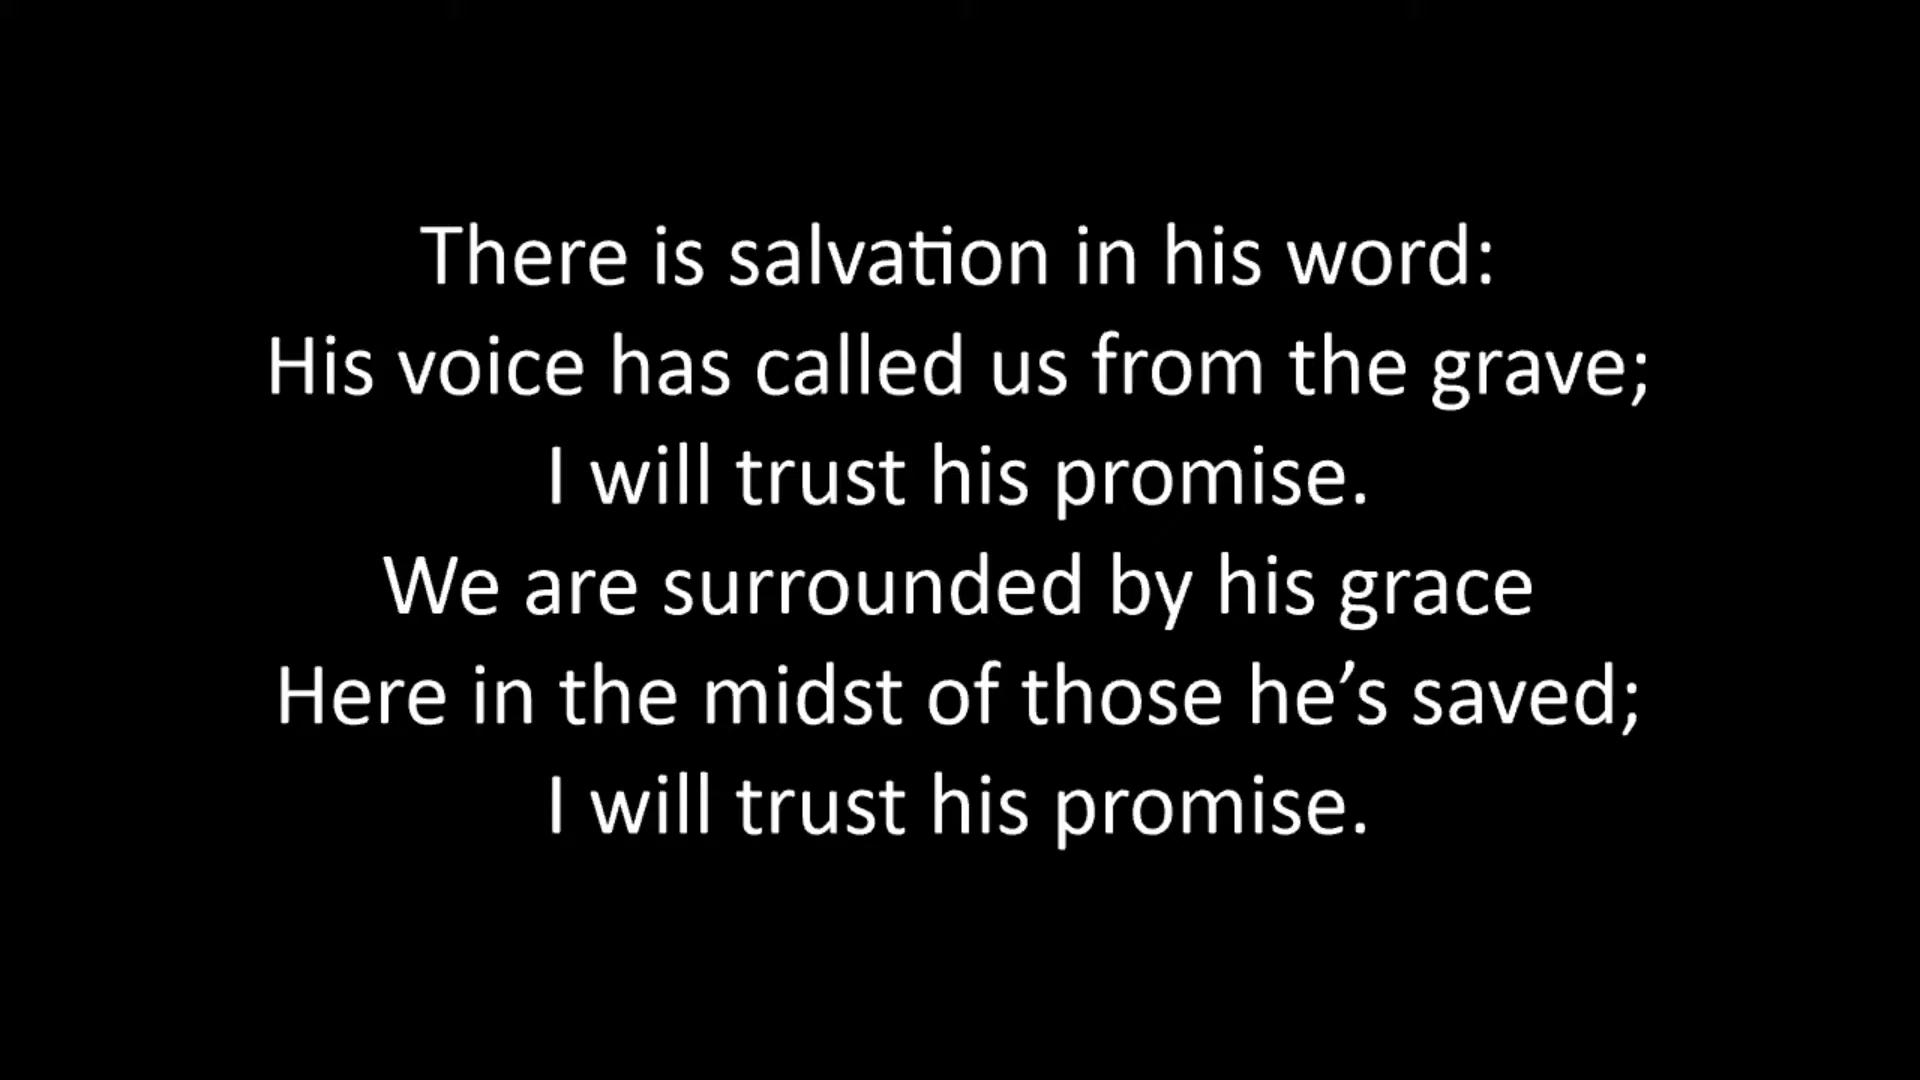 There is salvation in his word:
His voice has called us from the grave;
I will trust his promise.
We are surrounded by his grace
Here in the midst of those he’s saved;
I will trust his promise.